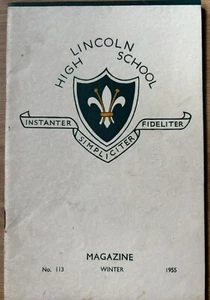 LINCOLN
HIGH SCHOOL
INSTANTER FIDELITER
SIMPLICITER
MAGAZINE
No. 113 WINTER 1955